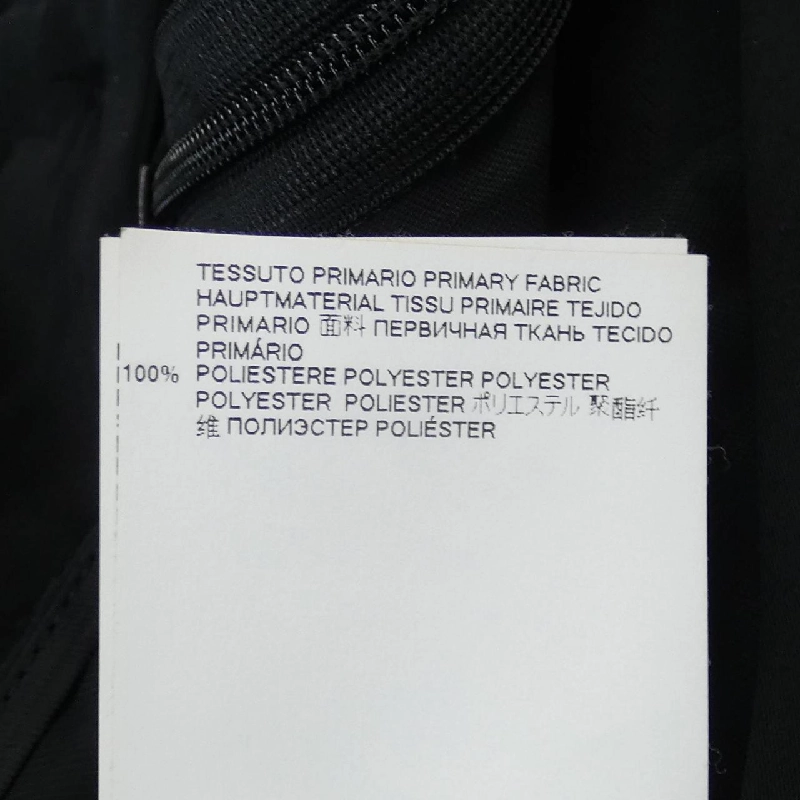 TESSUTO PRIMARIO PRIMARY FABRIC
HAUPTMATERIAL TISSU PRIMAIRE TEJIDO
PRIMARIO 面料 ПЕРВИЧНАЯ ТКАНЬ TECIDO
PRIMÁRIO
100% POLIESTERE POLYESTER POLYESTER
POLYESTER POLIESTER ポリエステル 聚酯纤
维 ПОЛИЭСТЕР POLIÉSTER